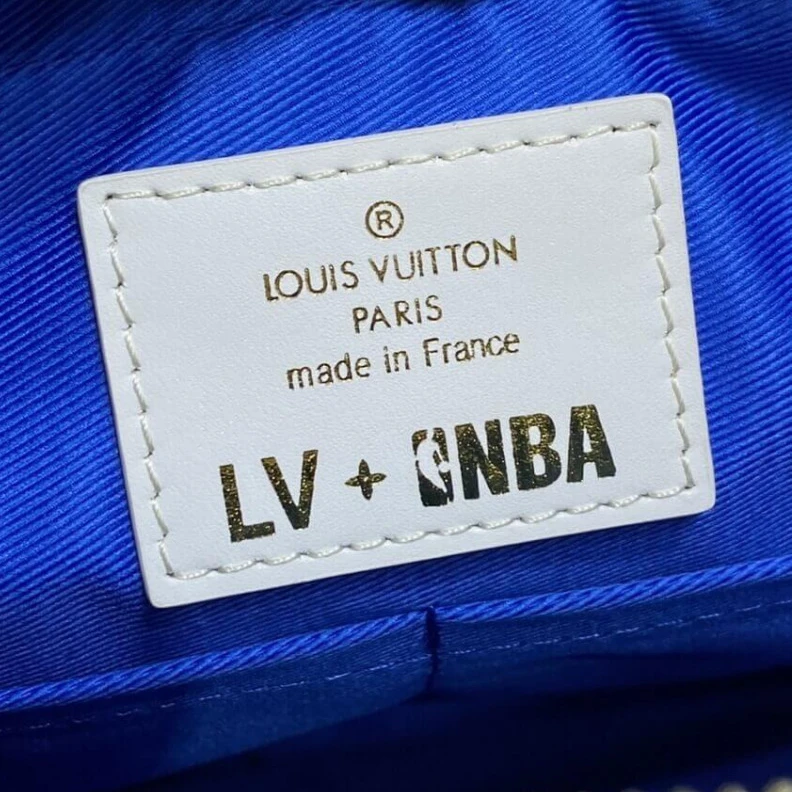 ®
LOUIS VUITTON
PARIS
made in France
LV + NBA